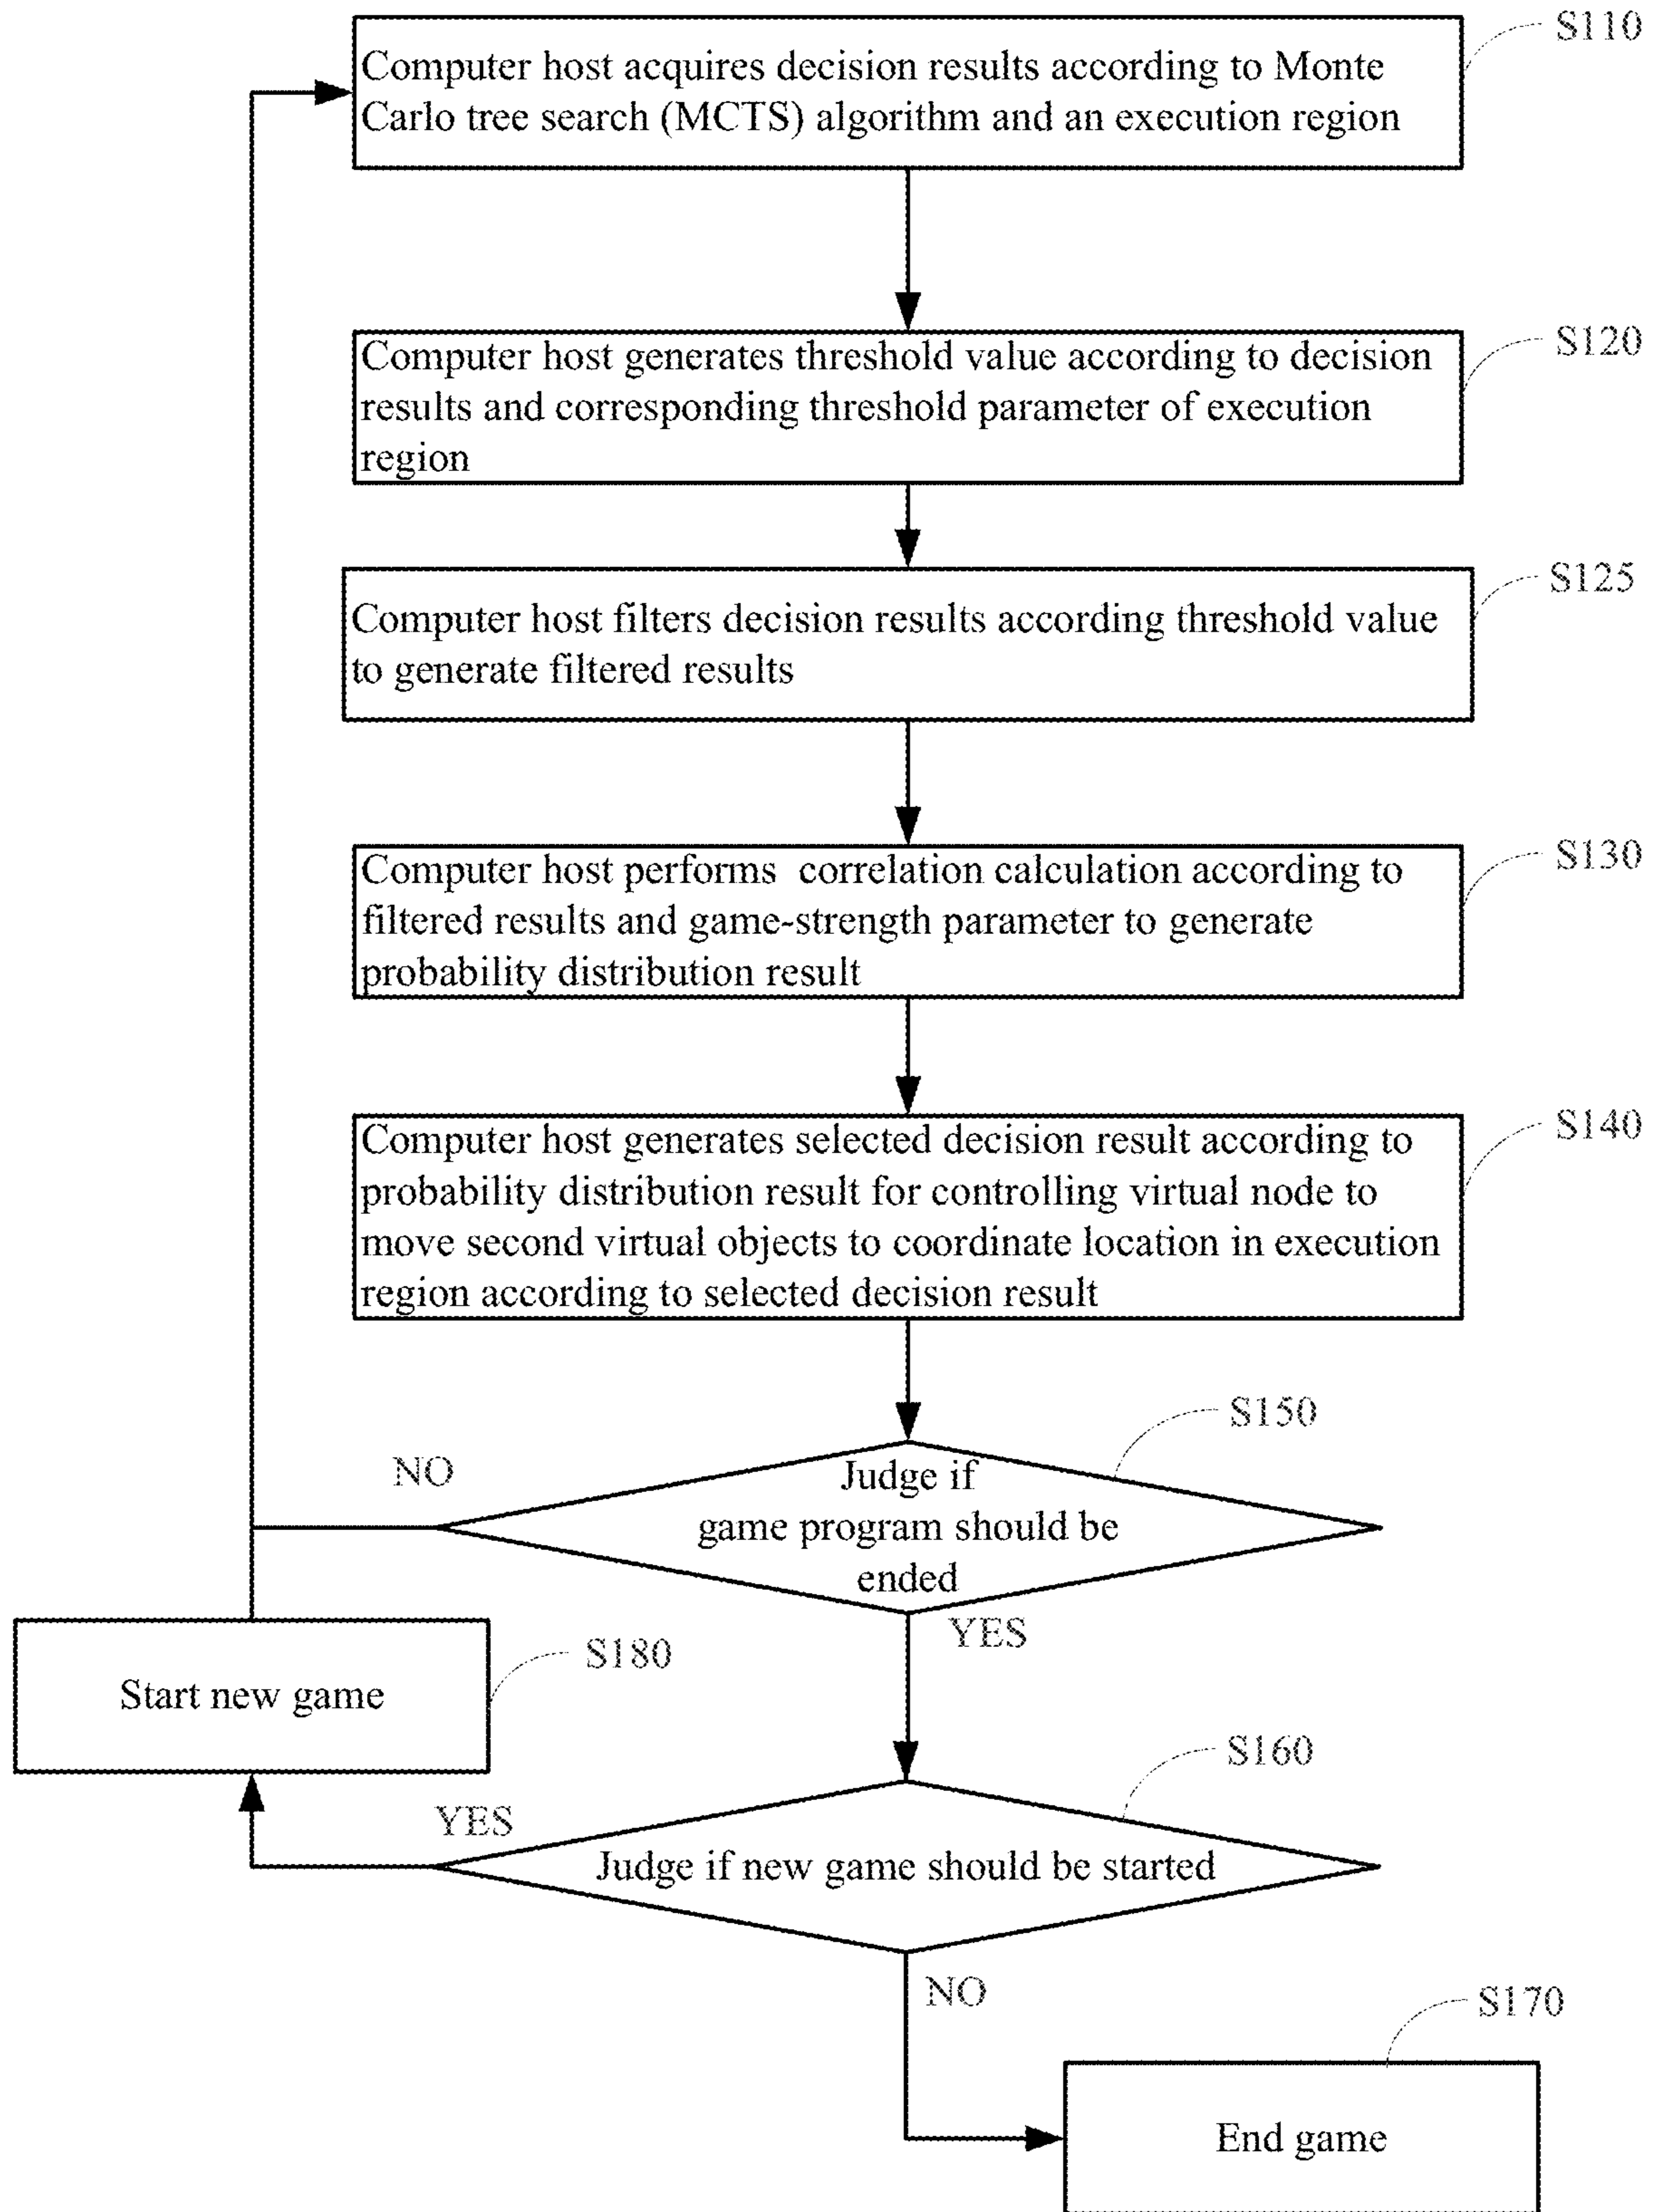 S110
Computer host acquires decision results according to Monte
Carlo tree search (MCTS) algorithm and an execution region
S120
Computer host generates threshold value according to decision
results and corresponding threshold parameter of execution
region
S125
Computer host filters decision results according threshold value
to generate filtered results
S130
Computer host performs  correlation calculation according to
filtered results and game-strength parameter to generate
probability distribution result
S140
Computer host generates selected decision result according to
probability distribution result for controlling virtual node to
move second virtual objects to coordinate location in execution
region according to selected decision result
S150
NO
Judge if
game program should be
ended
YES
S180
Start new game
S160
YES
Judge if new game should be started
NO
S170
End game